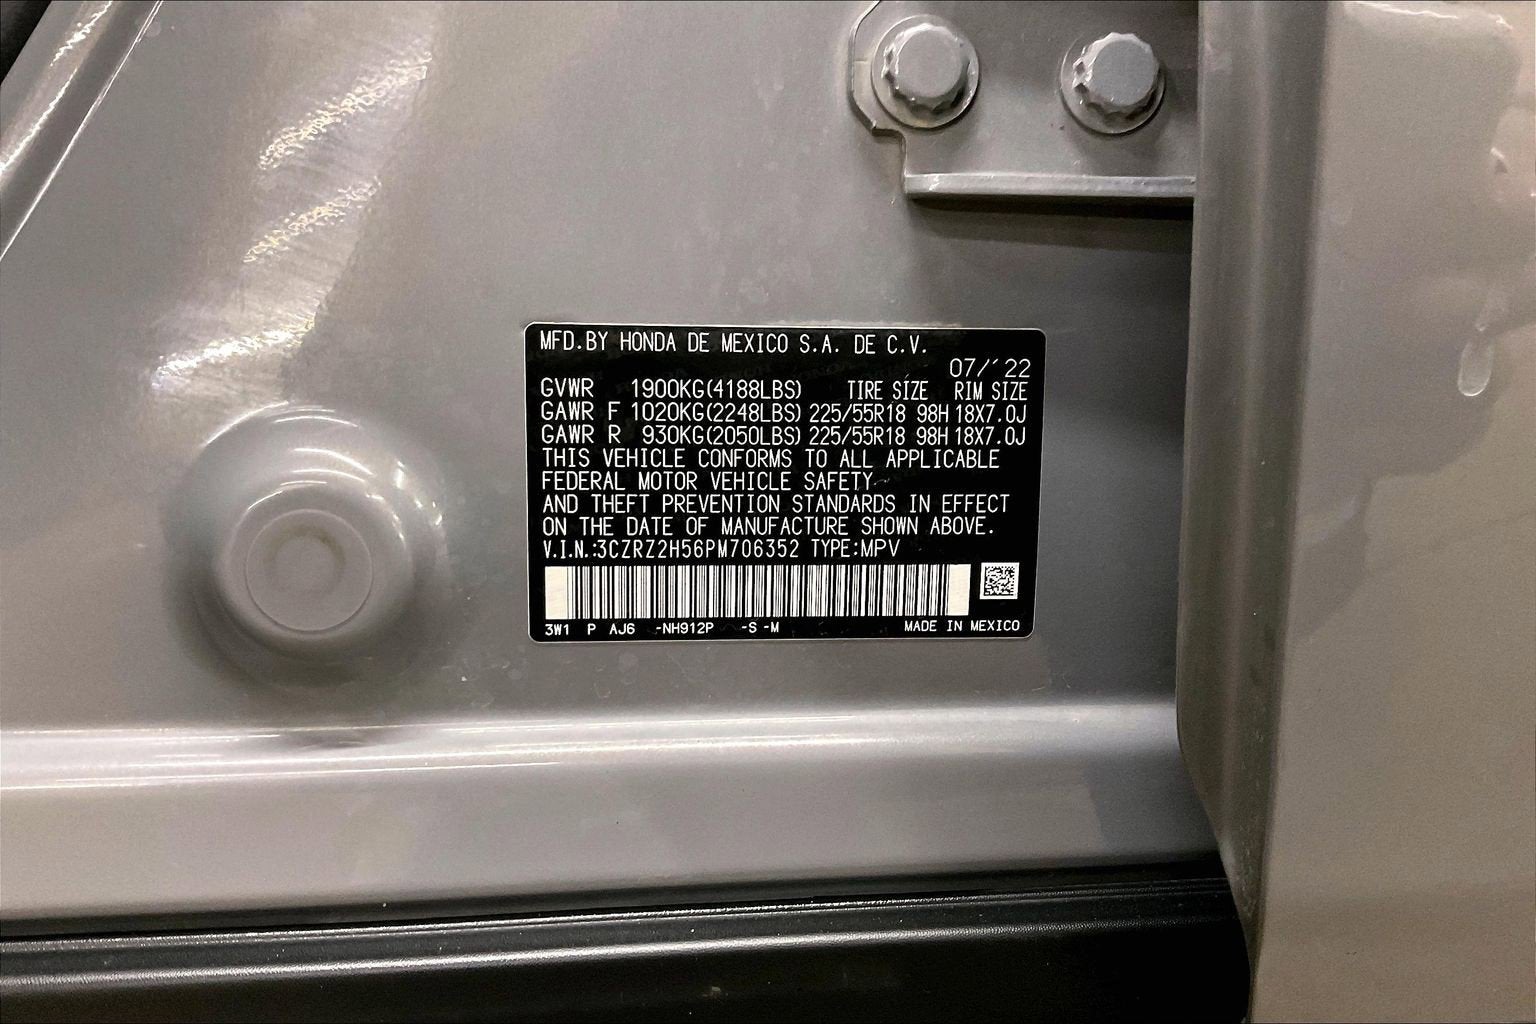 MFD.BY HONDA DE MEXICO S.A. DE C.V.
07/´22
GVWR 1900KG(4188LBS) TIRE SIZE RIM SIZE
GAWR F 1020KG(2248LBS) 225/55R18 98H 18X7.0J
GAWR R 930KG(2050LBS) 225/55R18 98H 18X7.0J
THIS VEHICLE CONFORMS TO ALL APPLICABLE
FEDERAL MOTOR VEHICLE SAFETY
AND THEFT PREVENTION STANDARDS IN EFFECT
ON THE DATE OF MANUFACTURE SHOWN ABOVE.
V.I.N.:3CZRZ2H56PM706352 TYPE:MPV
3W1 P AJ6 -NH912P -S -M MADE IN MEXICO